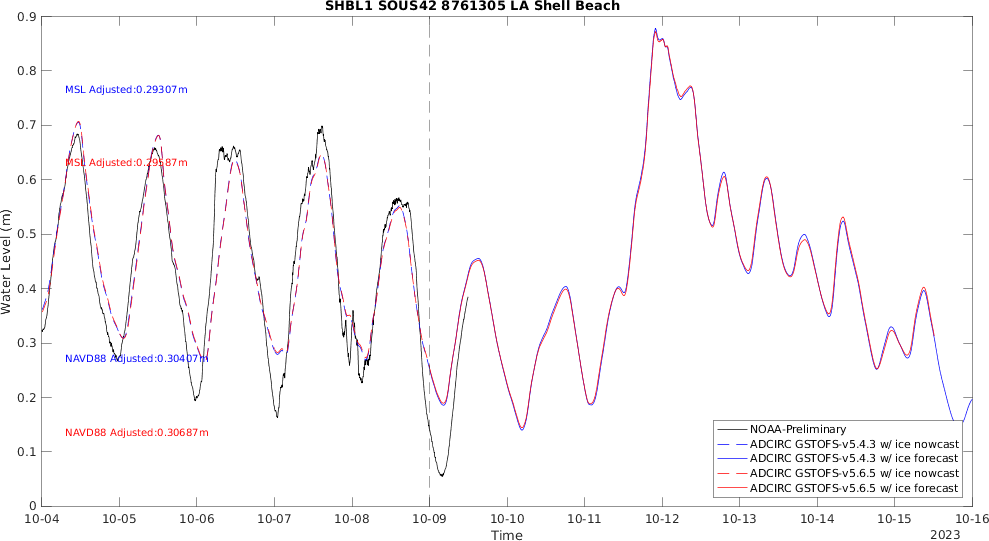 SHBL1 SOUS42 8761305 LA Shell Beach
Water Level (m)
0.9
0.8
0.7
0.6
0.5
0.4
0.3
0.2
0.1
0
MSL Adjusted:0.29307m
MSL Adjusted:0.29587m
NAVD88 Adjusted:0.30407m
NAVD88 Adjusted:0.30687m
NOAA-Preliminary
ADCIRC GSTOFS-v5.4.3 w/ ice nowcast
ADCIRC GSTOFS-v5.4.3 w/ ice forecast
ADCIRC GSTOFS-v5.6.5 w/ ice nowcast
ADCIRC GSTOFS-v5.6.5 w/ ice forecast
10-04 10-05 10-06 10-07 10-08 10-09 10-10 10-11 10-12 10-13 10-14 10-15 10-16
Time
2023